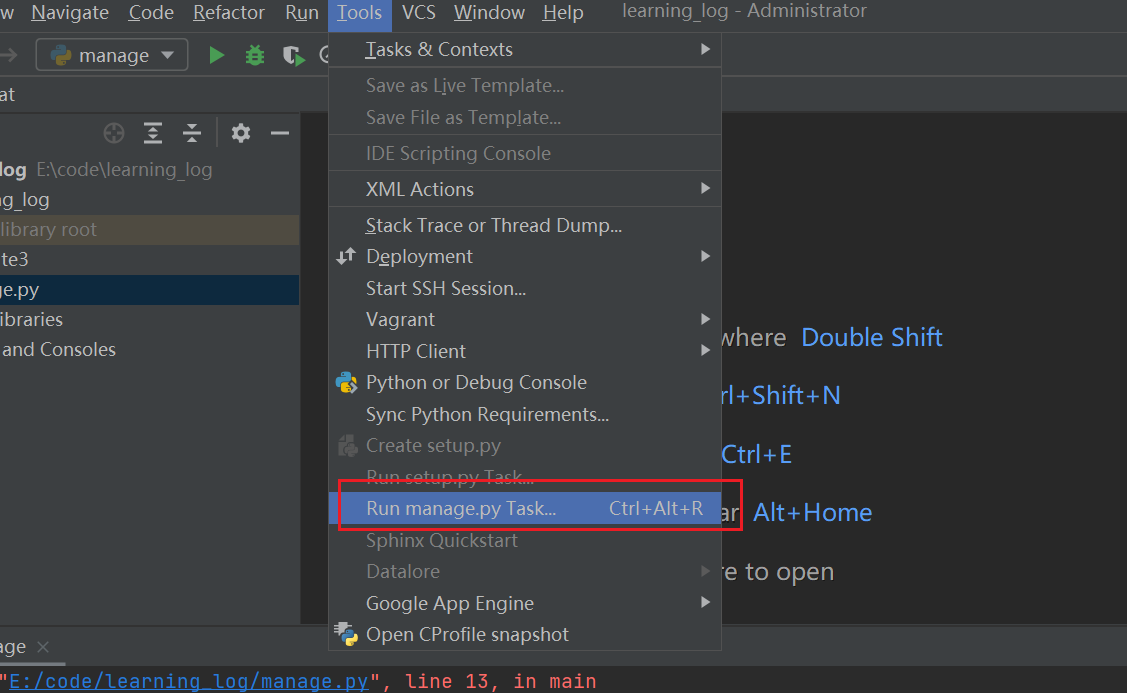 w Navigate Code Refactor Run Tools VCS Window Help learning_log - Administrator
manage
at
log E:\code\learning_log
ng_log
library root
te3
ge.py
ibraries
and Consoles
Tasks & Contexts
Save as Live Template...
Save File as Template...
IDE Scripting Console
XML Actions
Stack Trace or Thread Dump...
Deployment
Start SSH Session...
Vagrant
HTTP Client
Python or Debug Console
Sync Python Requirements...
Create setup.py
Run setup.py Task...
Run manage.py Task... Ctrl+Alt+R
Sphinx Quickstart
Datalore
Google App Engine
Open CProfile snapshot
where Double Shift
rl+Shift+N
Ctrl+E
ar Alt+Home
re to open
age
"E:/code/learning_log/manage.py", line 13, in main